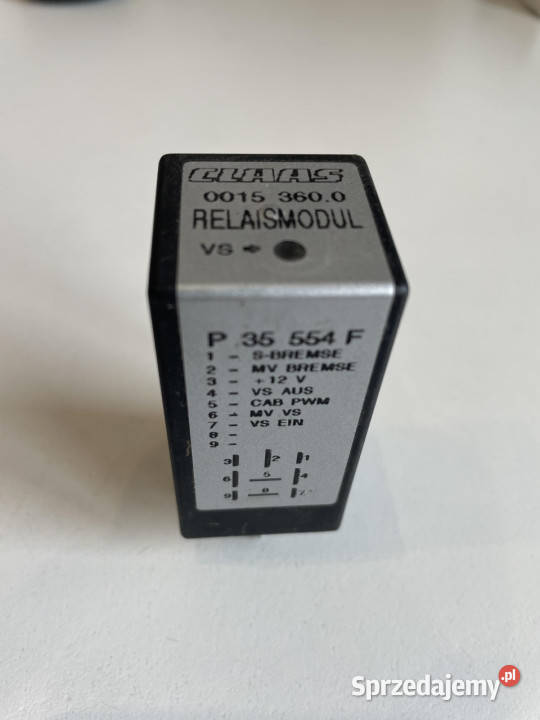 CLAAS
0015 360.0
RELAISMODUL
VS
P 35 554 F
1 - S-BREMSE
2 - MV BREMSE
3 - +12 V
4 - VS AUS
5 - CAB PWM
6 - MV VS
7 - VS EIN
8 -
9 -
3 2 1
6 5 4
9 8 7
Sprzedajemy.pl